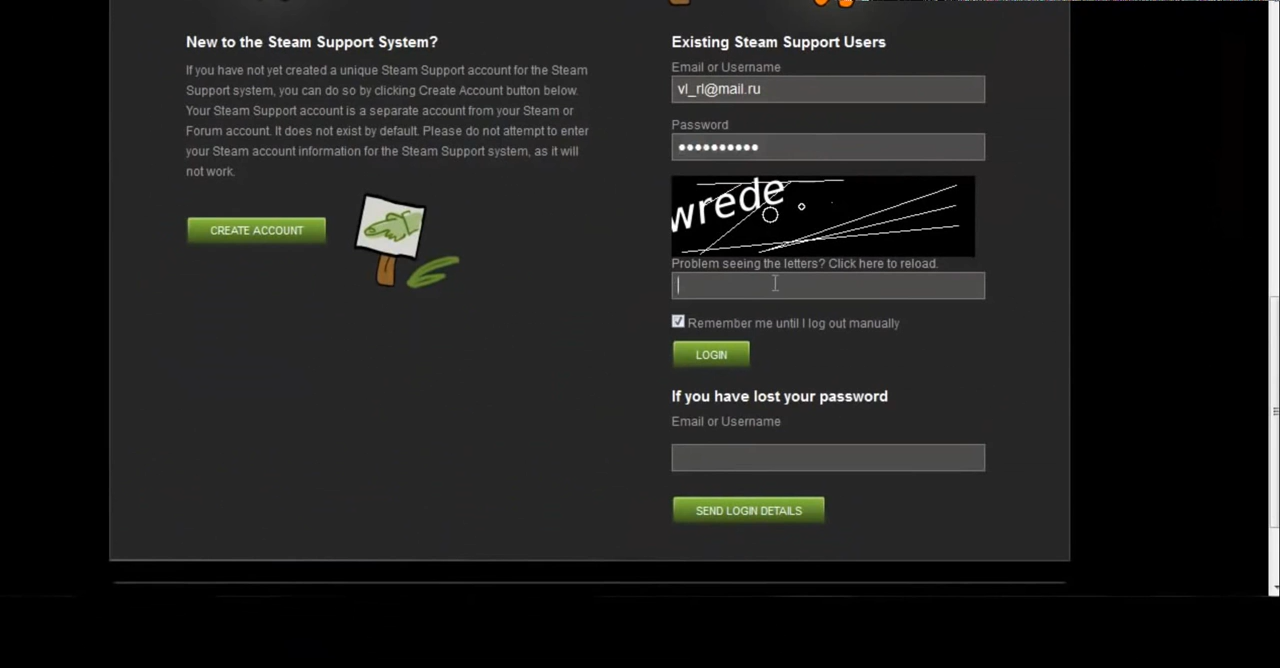 New to the Steam Support System?
If you have not yet created a unique Steam Support account for the Steam
Support system, you can do so by clicking Create Account button below.
Your Steam Support account is a separate account from your Steam or
Forum account. It does not exist by default. Please do not attempt to enter
your Steam account information for the Steam Support system, as it will
not work.
CREATE ACCOUNT
Existing Steam Support Users
Email or Username
vl_rl@mail.ru
Password
••••••••••
wrede
Problem seeing the letters? Click here to reload.
Remember me until I log out manually
LOGIN
If you have lost your password
Email or Username
SEND LOGIN DETAILS